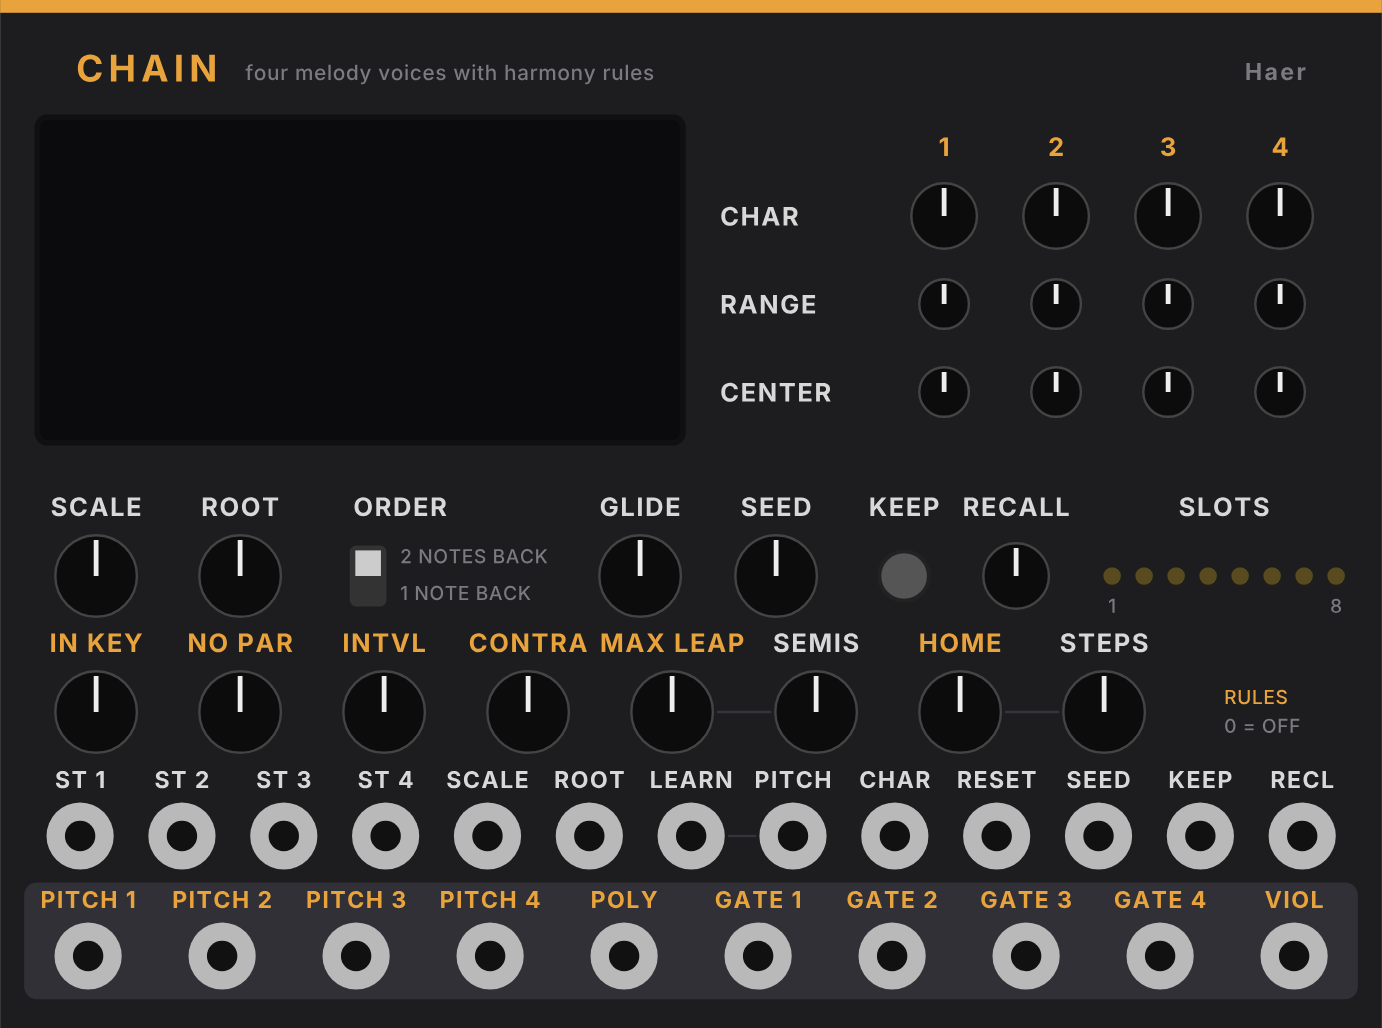 CHAIN four melody voices with harmony rules Haer
1 2 3 4
CHAR
RANGE
CENTER
SCALE ROOT ORDER GLIDE SEED KEEP RECALL SLOTS
2 NOTES BACK
1 NOTE BACK
1 8
IN KEY NO PAR INTVL CONTRA MAX LEAP SEMIS HOME STEPS
RULES
0 = OFF
ST 1 ST 2 ST 3 ST 4 SCALE ROOT LEARN PITCH CHAR RESET SEED KEEP RECL
PITCH 1 PITCH 2 PITCH 3 PITCH 4 POLY GATE 1 GATE 2 GATE 3 GATE 4 VIOL